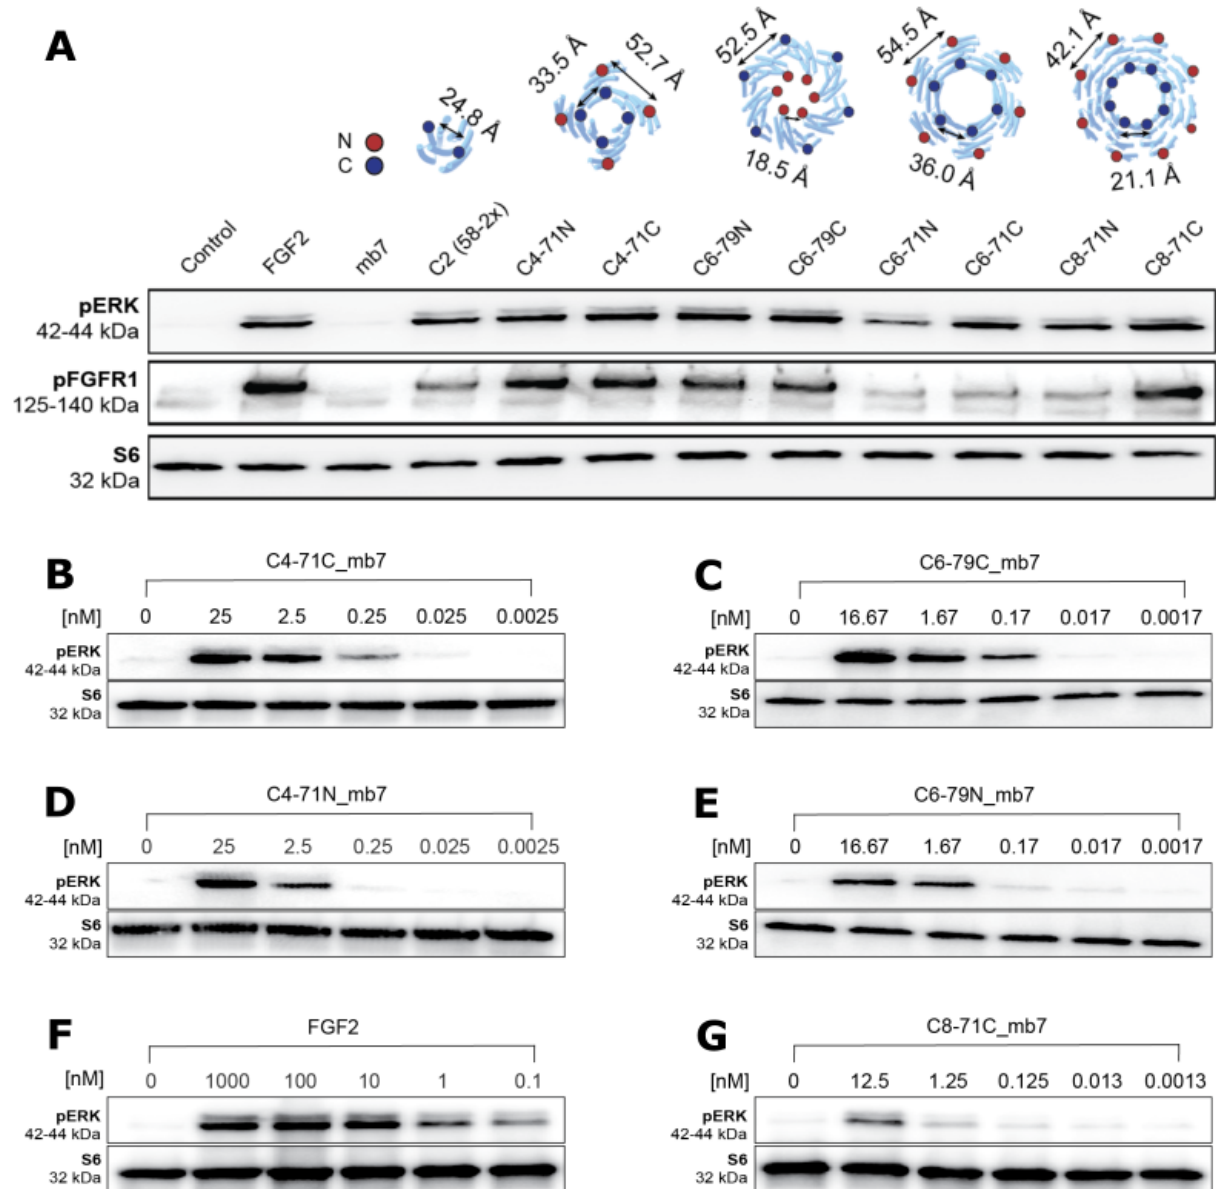 A
24.8 Å
33.5 Å
52.7 Å
52.5 Å
18.5 Å
54.5 Å
36.0 Å
42.1 Å
21.1 Å
N
C
Control FGF2 mb7 C2 (58-2x) C4-71N C4-71C C6-79N C6-79C C6-71N C6-71C C8-71N C8-71C
pERK
42-44 kDa
pFGFR1
125-140 kDa
S6
32 kDa
B
C4-71C_mb7
[nM] 0 25 2.5 0.25 0.025 0.0025
pERK
42-44 kDa
S6
32 kDa
C
C6-79C_mb7
[nM] 0 16.67 1.67 0.17 0.017 0.0017
pERK
42-44 kDa
S6
32 kDa
D
C4-71N_mb7
[nM] 0 25 2.5 0.25 0.025 0.0025
pERK
42-44 kDa
S6
32 kDa
E
C6-79N_mb7
[nM] 0 16.67 1.67 0.17 0.017 0.0017
pERK
42-44 kDa
S6
32 kDa
F
FGF2
[nM] 0 1000 100 10 1 0.1
pERK
42-44 kDa
S6
32 kDa
G
C8-71C_mb7
[nM] 0 12.5 1.25 0.125 0.013 0.0013
pERK
42-44 kDa
S6
32 kDa